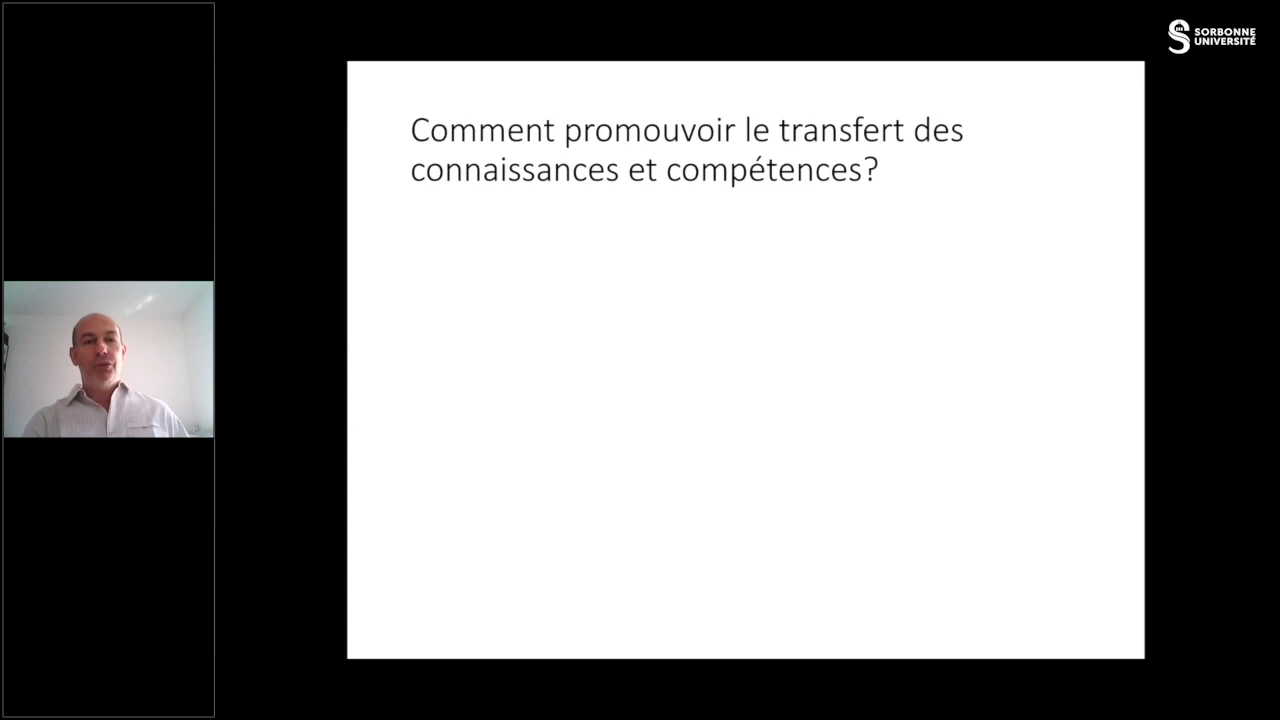 SORBONNE
UNIVERSITÉ
Comment promouvoir le transfert des
connaissances et compétences?